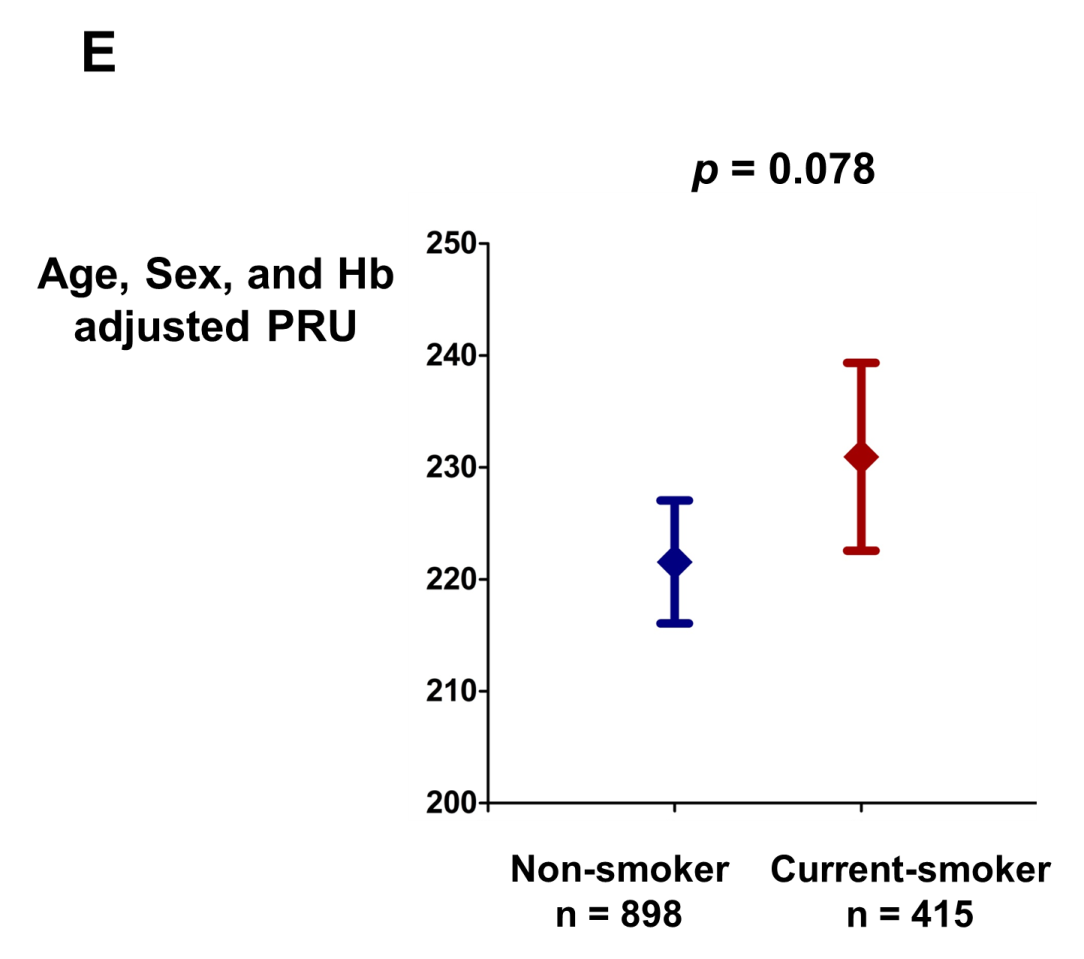 E
p = 0.078
Age, Sex, and Hb
adjusted PRU
250
240
230
220
210
200
Non-smoker
n = 898
Current-smoker
n = 415